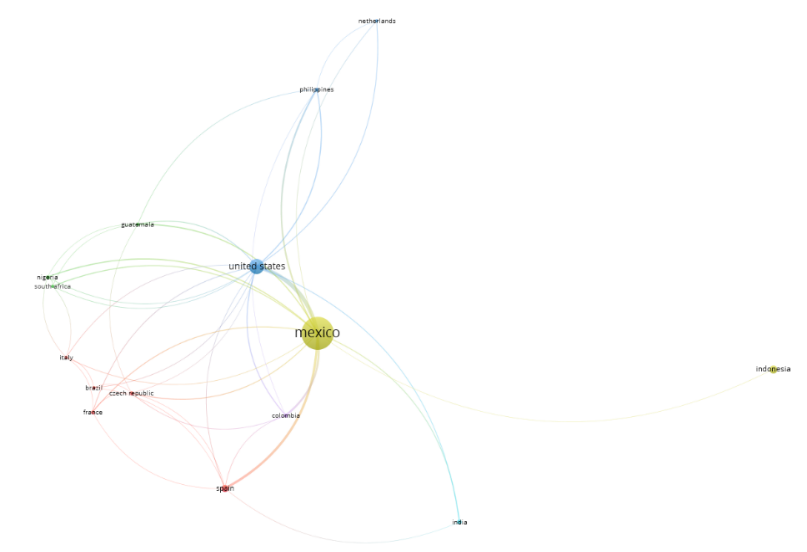 netherlands
philippines
guatemala
united states
nigeria
south africa
mexico
italy
indonesia
brazil
czech republic
france
colombia
spain
india